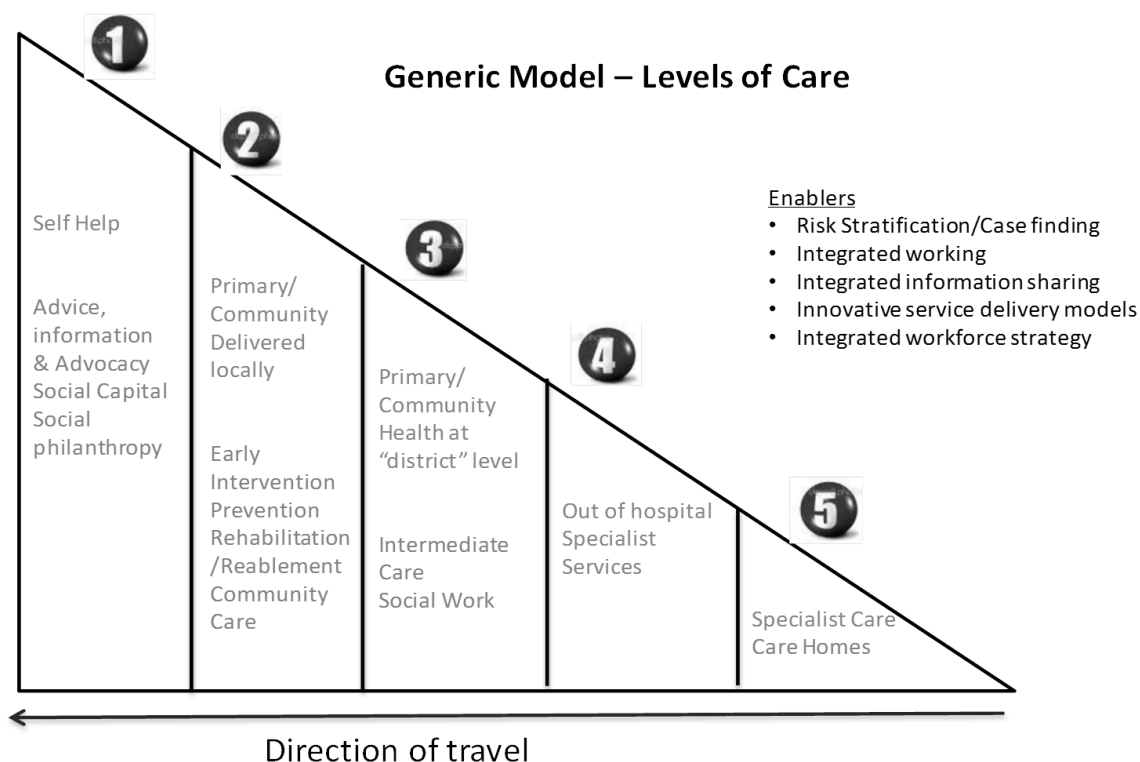 1
Generic Model – Levels of Care
2
Self Help
Advice,
information
& Advocacy
Social Capital
Social
philanthropy
Primary/
Community
Delivered
locally
Early
Intervention
Prevention
Rehabilitation
/Reablement
Community
Care
3
Primary/
Community
Health at
“district” level
Intermediate
Care
Social Work
4
Out of hospital
Specialist
Services
5
Specialist Care
Care Homes
Enablers
• Risk Stratification/Case finding
• Integrated working
• Integrated information sharing
• Innovative service delivery models
• Integrated workforce strategy
Direction of travel